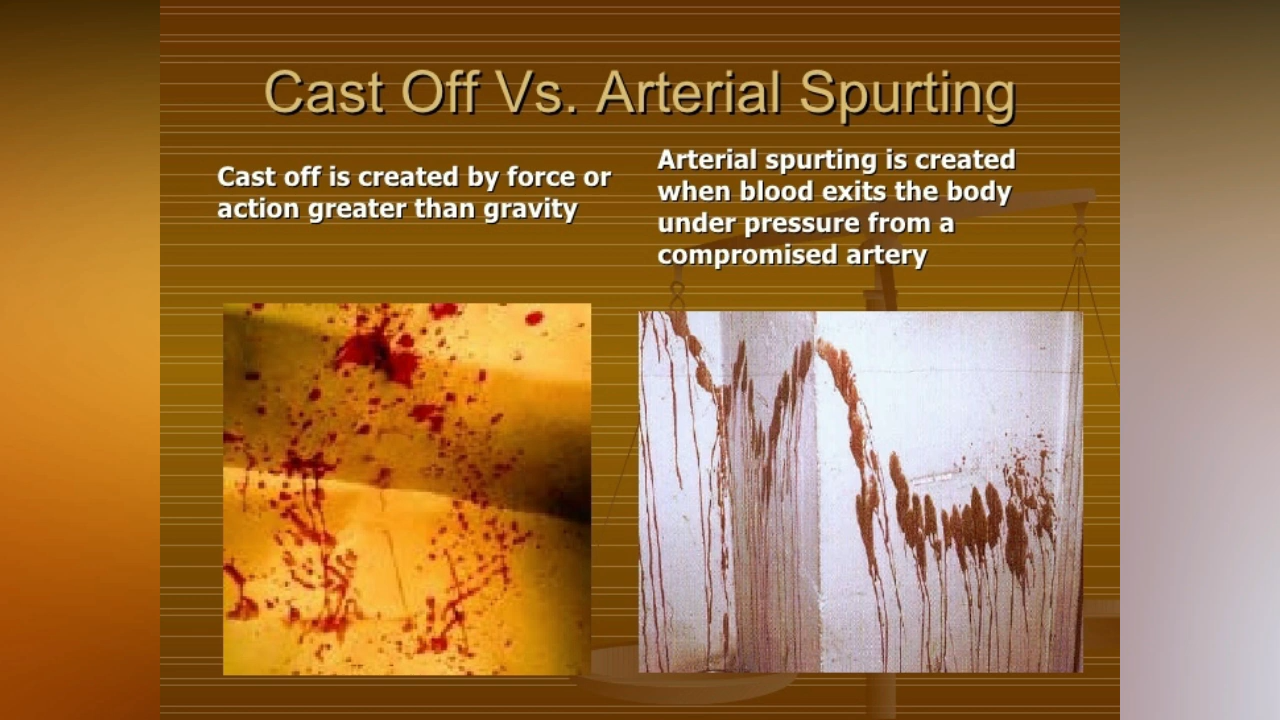 Cast Off Vs. Arterial Spurting
Cast off is created by force or
action greater than gravity
Arterial spurting is created
when blood exits the body
under pressure from a
compromised artery